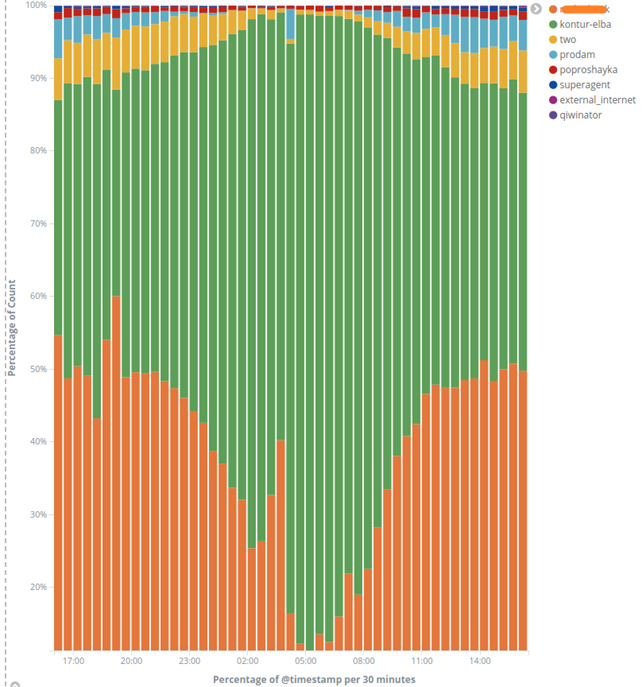 100%
90%
80%
70%
60%
50%
40%
30%
20%
Percentage of Count
17:00 20:00 23:00 02:00 05:00 08:00 11:00 14:00
Percentage of @timestamp per 30 minutes
kontur-elba
two
prodam
poproshayka
superagent
external_internet
qiwinator